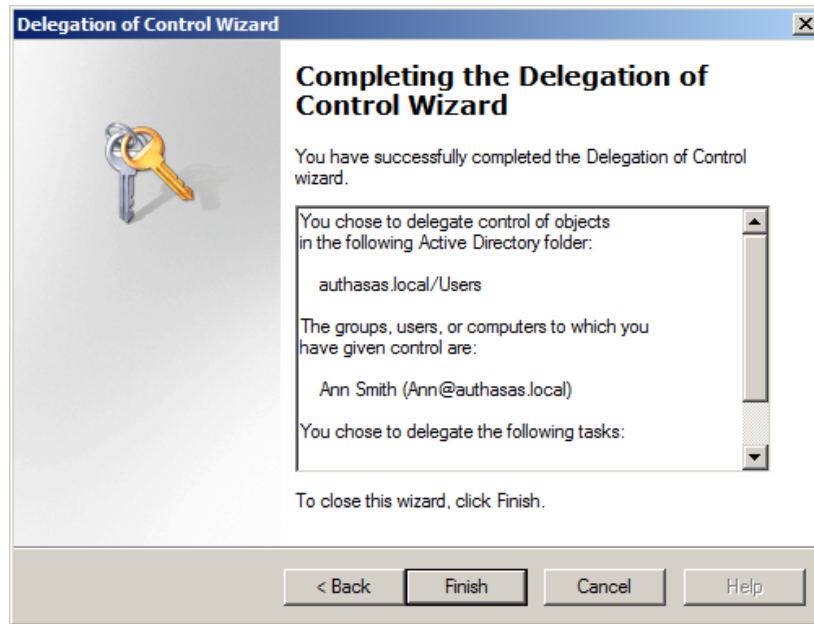 Delegation of Control Wizard
Completing the Delegation of
Control Wizard
You have successfully completed the Delegation of Control
wizard.
You chose to delegate control of objects
in the following Active Directory folder:
authasas.local/Users
The groups, users, or computers to which you
have given control are:
Ann Smith (Ann@authasas.local)
You chose to delegate the following tasks:
To close this wizard, click Finish.
< Back Finish Cancel Help